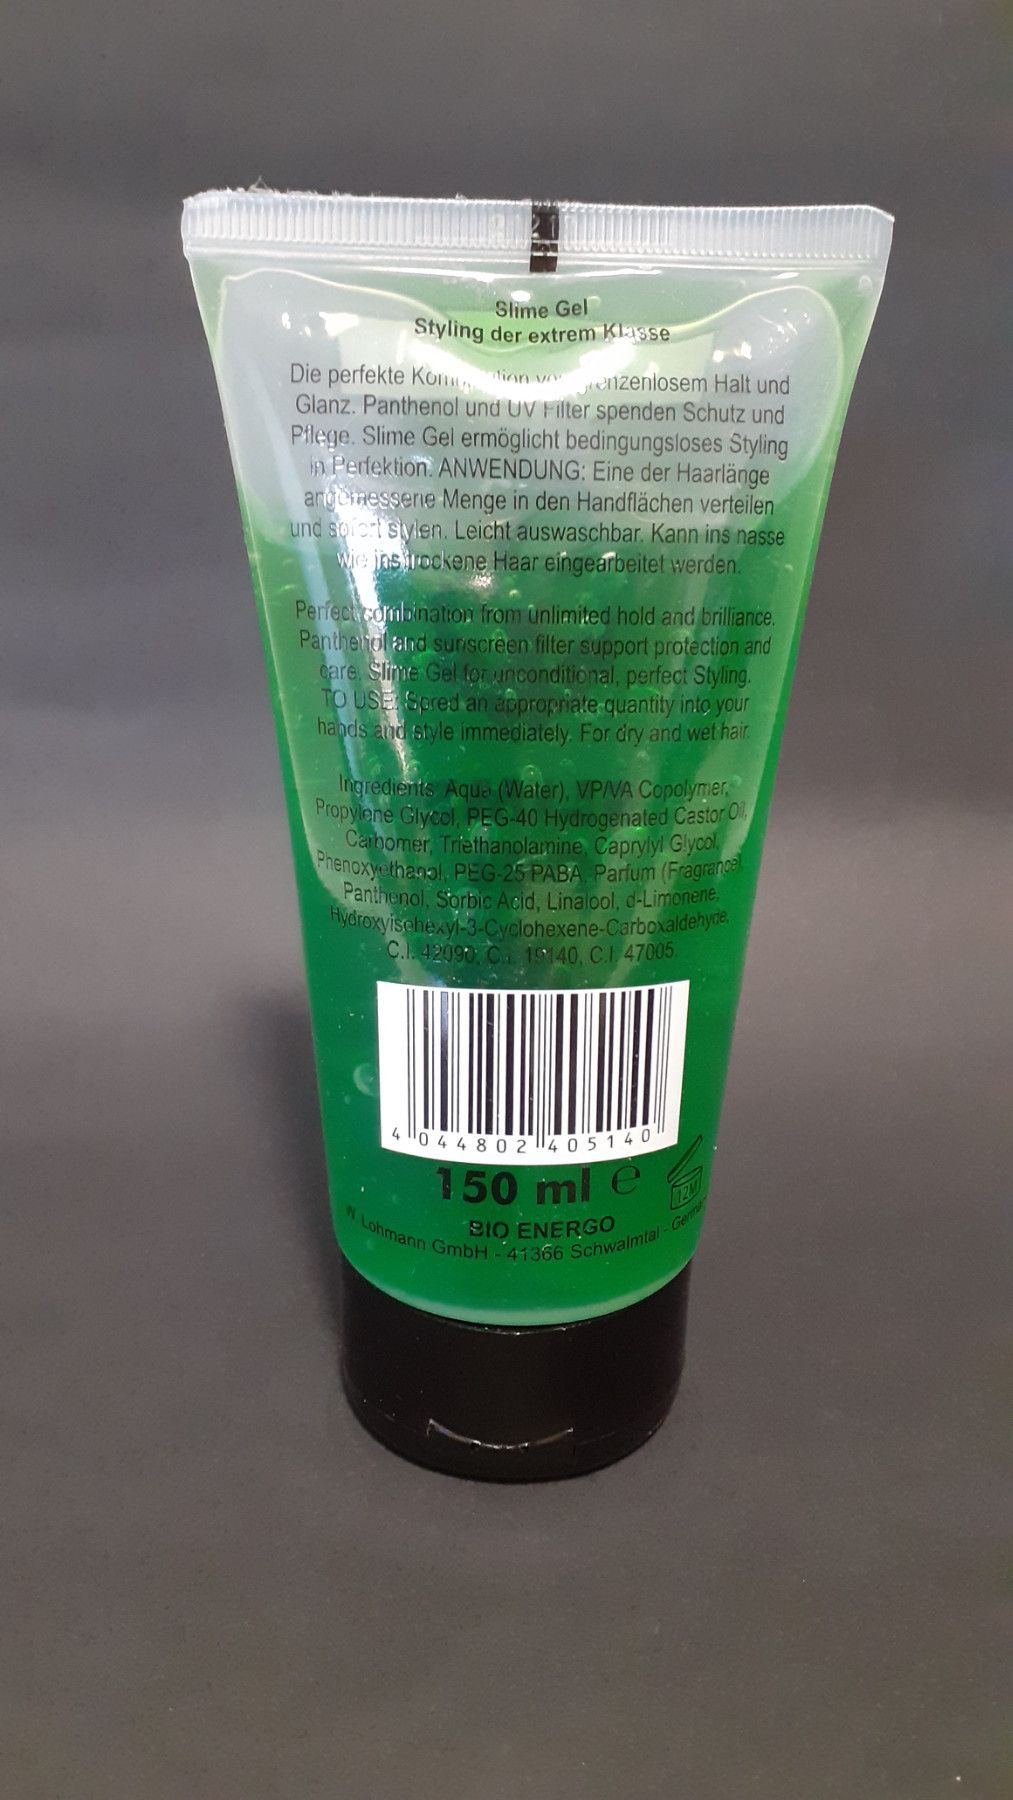 21
Slime Gel
Styling der extrem Klasse
Die perfekte Kombination von grenzenlosem Halt und
Glanz. Panthenol und UV Filter spenden Schutz und
Pflege. Slime Gel ermöglicht bedingungsloses Styling
in Perfektion. ANWENDUNG: Eine der Haarlänge
angemessene Menge in den Handflächen verteilen
und sofort stylen. Leicht auswaschbar. Kann ins nasse
wie ins trockene Haar eingearbeitet werden.
Perfect combination from unlimited hold and brilliance.
Panthenol and sunscreen filter support protection and
care. Slime Gel for unconditional, perfect Styling.
TO USE: Spred an appropriate quantity into your
hands and style immediately. For dry and wet hair.
Ingredients: Aqua (Water), VP/VA Copolymer,
Propylene Glycol, PEG-40 Hydrogenated Castor Oil,
Carbomer, Triethanolamine, Caprylyl Glycol,
Phenoxyethanol, PEG-25 PABA, Parfum (Fragrance),
Panthenol, Sorbic Acid, Linalool, d-Limonene,
Hydroxyisohexyl-3-Cyclohexene-Carboxaldehyde,
C.I. 42090, C.I. 19140, C.I. 47005.
4 044802 405140
150 ml e
12M
BIO ENERGO
W. Lohmann GmbH - 41366 Schwalmtal -